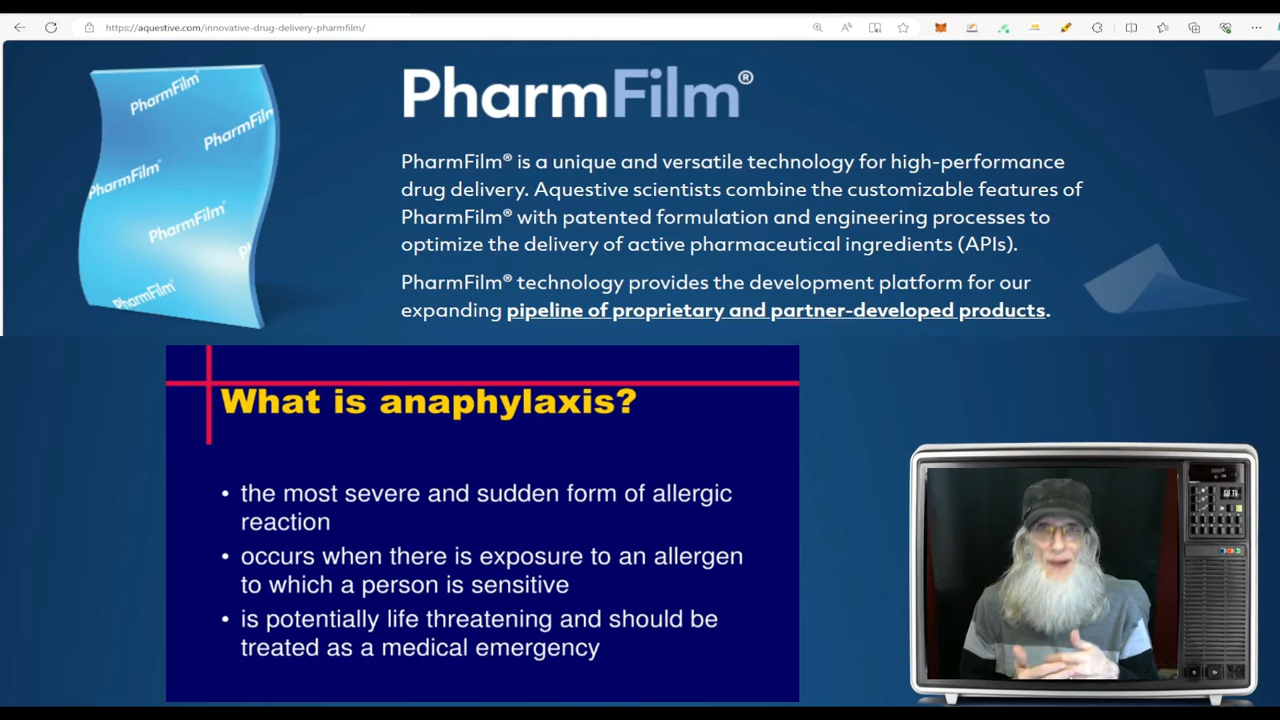 https://aquestive.com/innovative-drug-delivery-pharmfilm/
PharmFilm®
PharmFilm
PharmFilm
PharmFilm
PharmFilm
PharmFilm
PharmFilm® is a unique and versatile technology for high-performance
drug delivery. Aquestive scientists combine the customizable features of
PharmFilm® with patented formulation and engineering processes to
optimize the delivery of active pharmaceutical ingredients (APIs).
PharmFilm® technology provides the development platform for our
expanding pipeline of proprietary and partner-developed products.
What is anaphylaxis?
• the most severe and sudden form of allergic
reaction
• occurs when there is exposure to an allergen
to which a person is sensitive
• is potentially life threatening and should be
treated as a medical emergency
GIF.TV